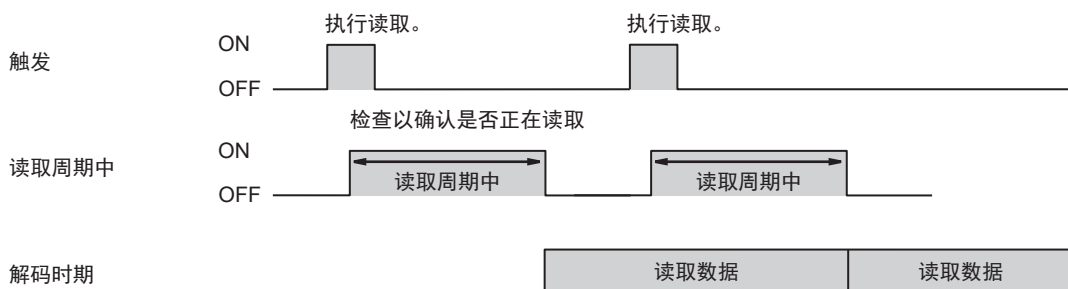 执行读取。 执行读取。
触发 ON
OFF
检查以确认是否正在读取
读取周期中 ON
OFF 读取周期中 读取周期中
解码时期 读取数据 读取数据